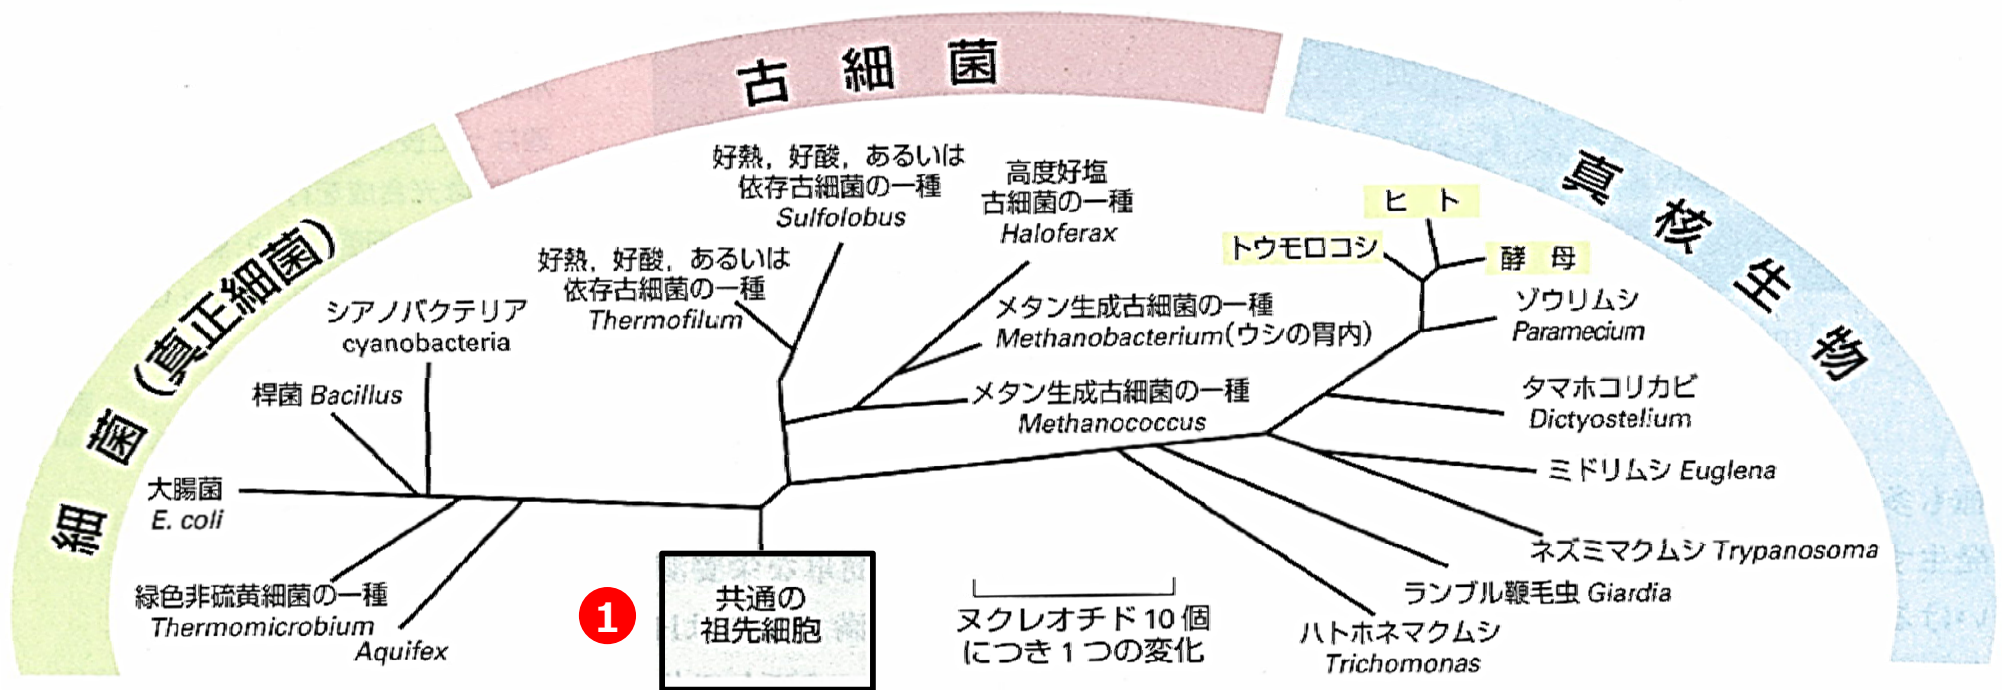 古細菌
真核生物
細菌(真正細菌)
好熱，好酸，あるいは
依存古細菌の一種
Sulfolobus
高度好塩
古細菌の一種
Haloferax
ヒト
トウモロコシ
酵母
好熱，好酸，あるいは
依存古細菌の一種
Thermofilum
シアノバクテリア
cyanobacteria
メタン生成古細菌の一種
Methanobacterium(ウシの胃内)
ゾウリムシ
Paramecium
桿菌 Bacillus
メタン生成古細菌の一種
Methanococcus
タマホコリカビ
Dictyostelium
ミドリムシ Euglena
大腸菌
E. coli
ネズミマクムシ Trypanosoma
ランブル鞭毛虫 Giardia
緑色非硫黄細菌の一種
Thermomicrobium
Aquifex
1
共通の
祖先細胞
ヌクレオチド10個
につき1つの変化
ハトホネマクムシ
Trichomonas